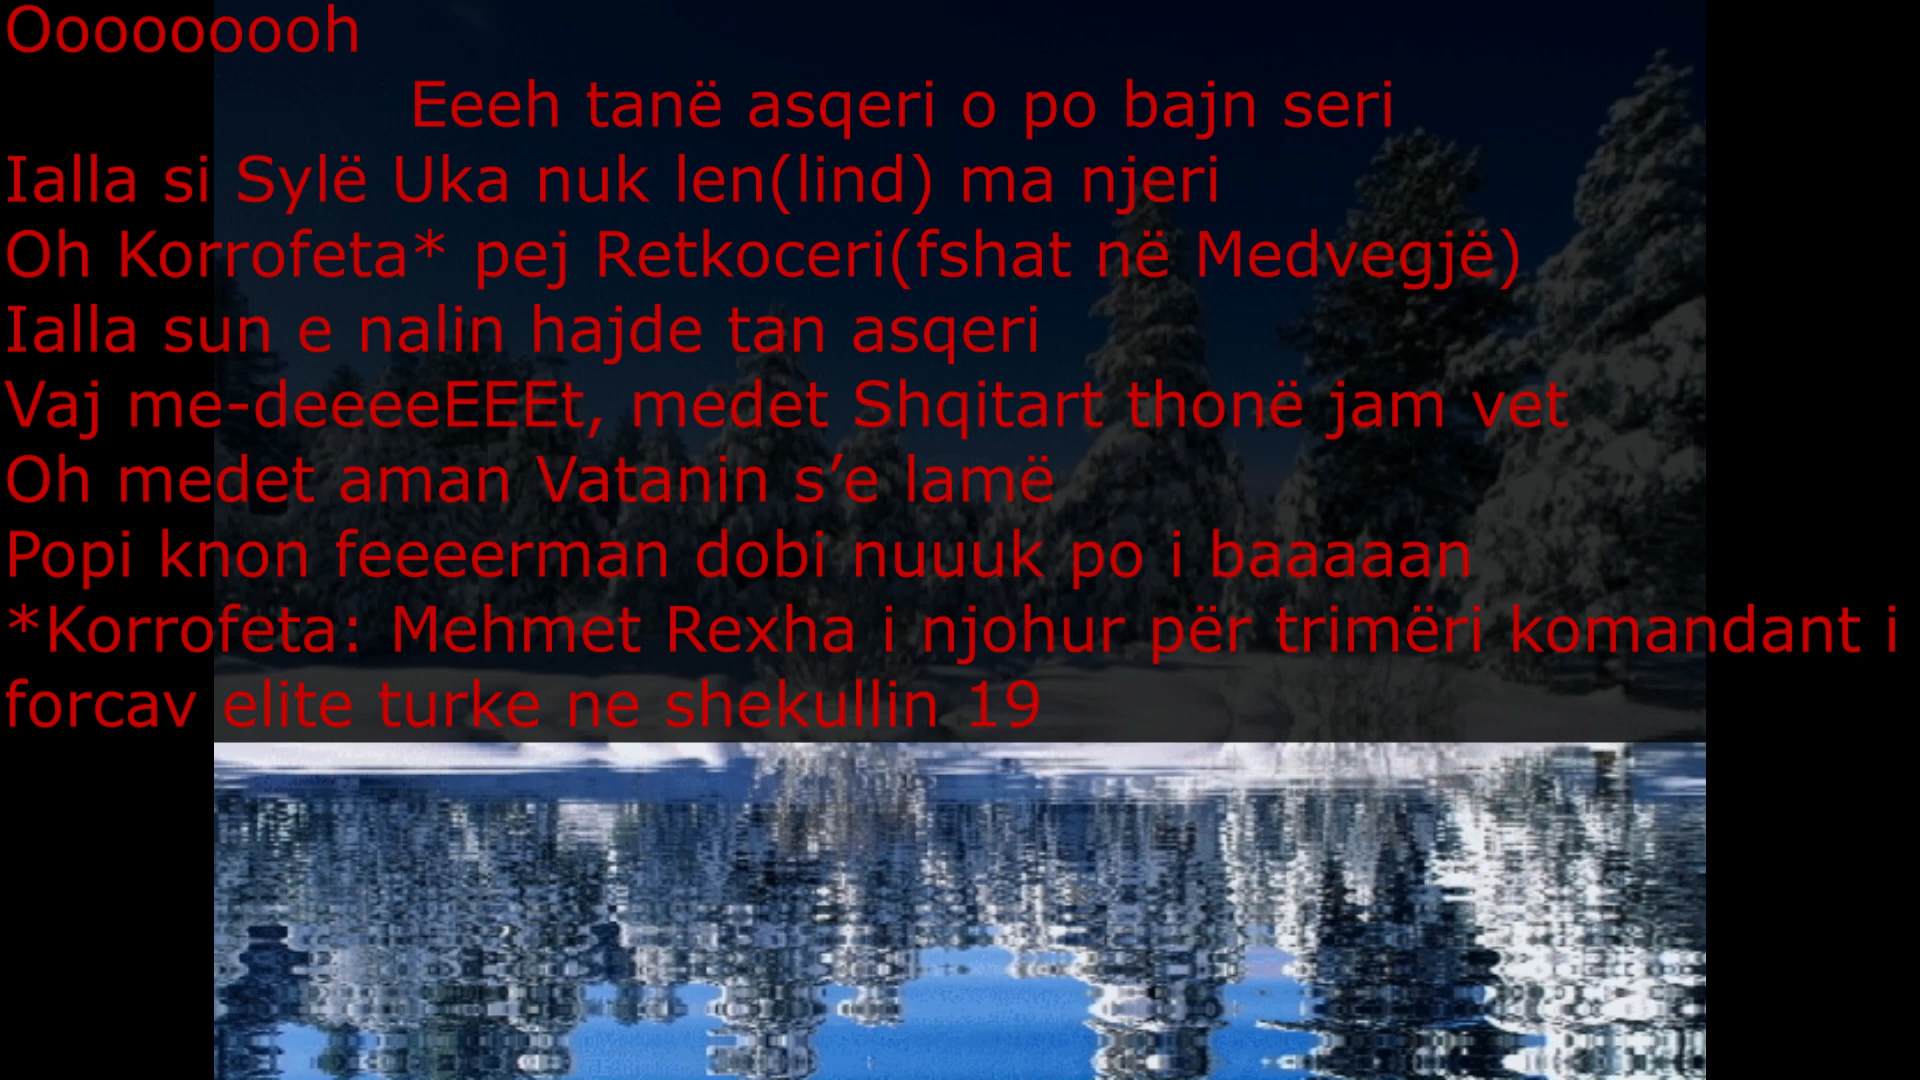 Oooooooooh
Eeeh tanë asqeri o po bajn seri
Ialla si Sylë Uka nuk len(lind) ma njeri
Oh Korrofeta* pej Retkoceri(fshat në Medvegjë)
Ialla sun e nalin hajde tan asqeri
Vaj me-deeeeEEEt, medet Shqitart thonë jam vet
Oh medet aman Vatanin s’e lamë
Popi knon feeeerman dobi nuuuk po i baaaaan
*Korrofeta: Mehmet Rexha i njohur për trimëri komandant i
forcav elite turke ne shekullin 19